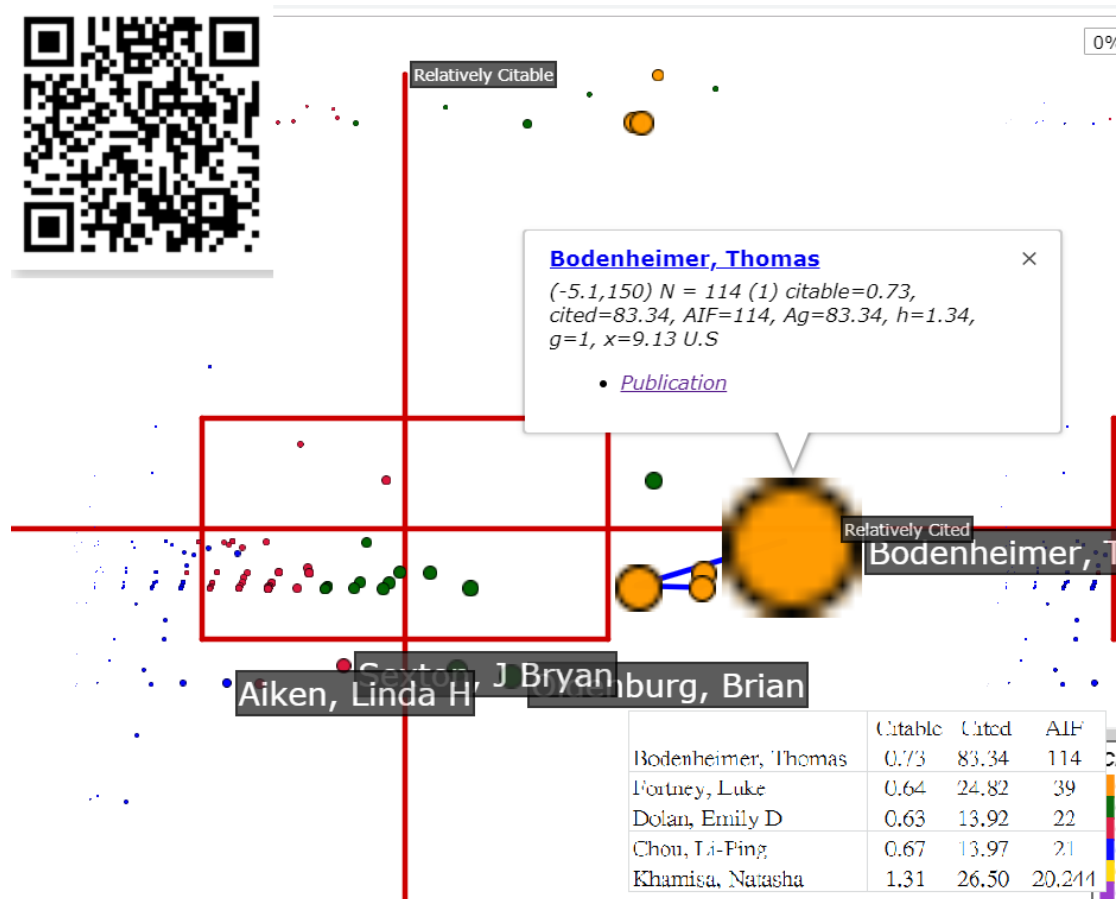 0%
Relatively Citable
Bodenheimer, Thomas ×
(-5.1,150) N = 114 (1) citable=0.73,
cited=83.34, AIF=114, Ag=83.34, h=1.34,
g=1, x=9.13 U.S
• Publication
Relatively Cited
Bodenheimer, T
Sexton, J Bryan
Aiken, Linda H
denburg, Brian
Citable Cited AIF
Bodenheimer, Thomas 0.73 83.34 114
Fortney, Luke 0.64 24.82 39
Dolan, Emily D 0.63 13.92 22
Chou, Li-Ping 0.67 13.97 21
Khamisa, Natasha 1.31 26.50 20.244